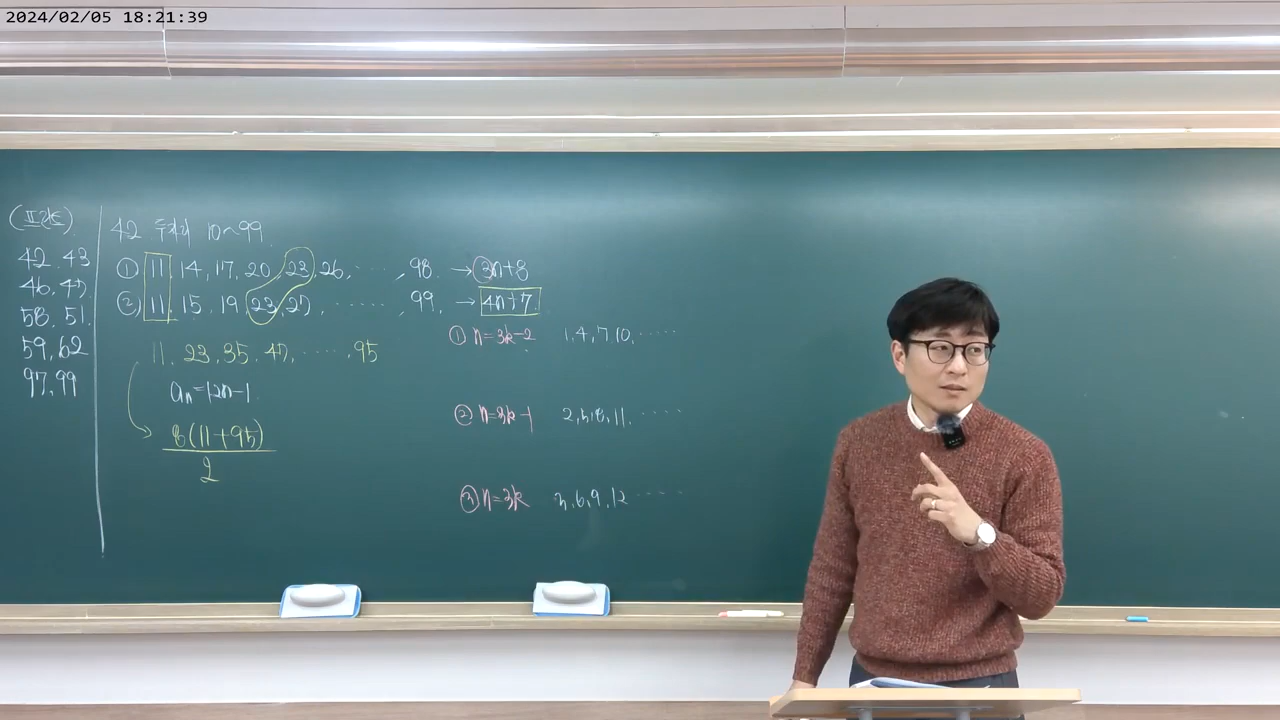 2024/02/05 18:21:39
(프린트)
42. 43
46. 47
58. 51.
59, 62
97. 99
42 두자리 10~99
① 11 14, 17, 20, 23, 26, ····· , 98. → 3n+8
② 11. 15. 19. 23, 27, ······ , 99. → 4n+7.
① n=3k-2 1, 4, 7, 10, ·····
11. 23. 35. 47, ····· , 95
aₙ=12n-1.
② n=3k-1 2, 5, 8, 11, ····
8(11+95)
2
③ n=3k 3, 6, 9, 12 ····